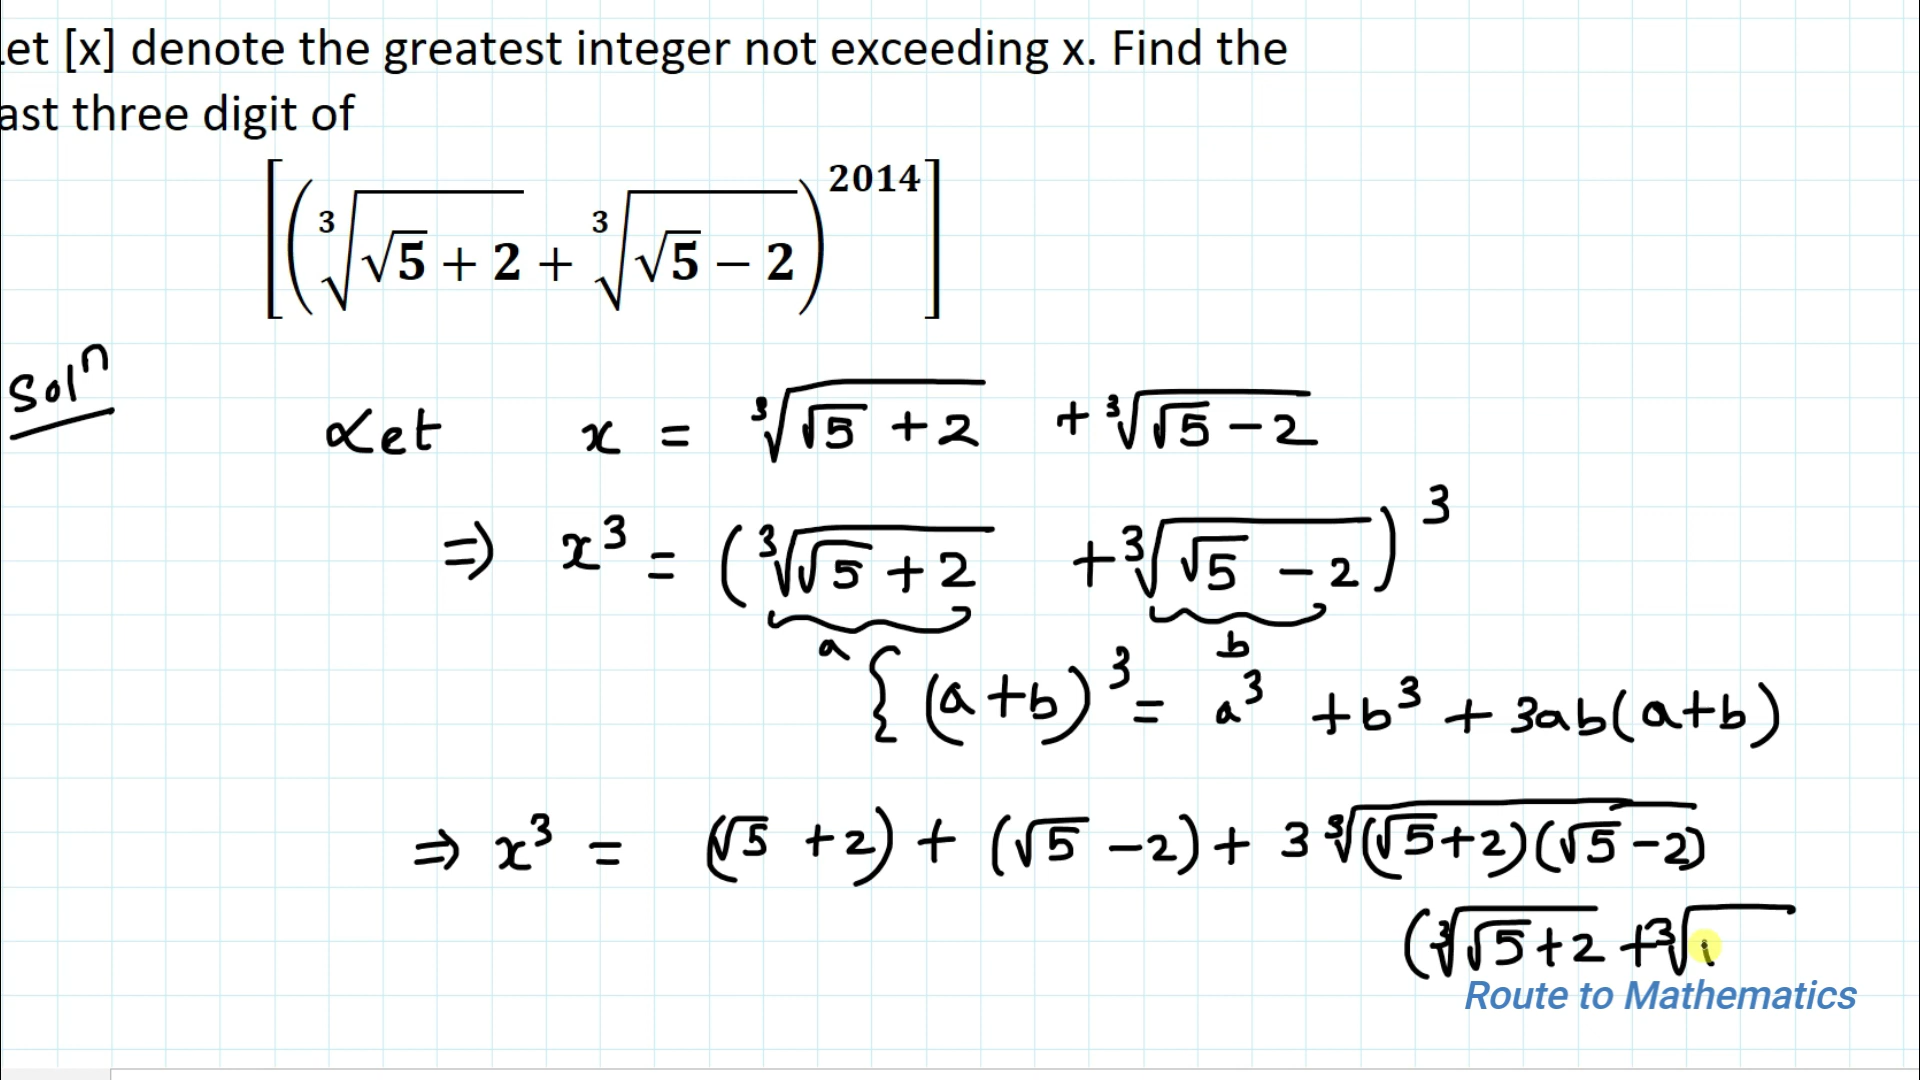 et [x] denote the greatest integer not exceeding x. Find the
ast three digit of
[(∛(√5 + 2) + ∛(√5 − 2))^2014]
Solⁿ
Let x = ∛(√5 + 2) + ∛(√5 − 2)
⇒ x³ = (∛(√5 + 2) + ∛(√5 − 2))³
a b
{ (a+b)³ = a³ + b³ + 3ab(a+b)
⇒ x³ = (√5 + 2) + (√5 − 2) + 3 ∛((√5+2)(√5−2))
(∛(√5+2) + ∛
Route to Mathematics